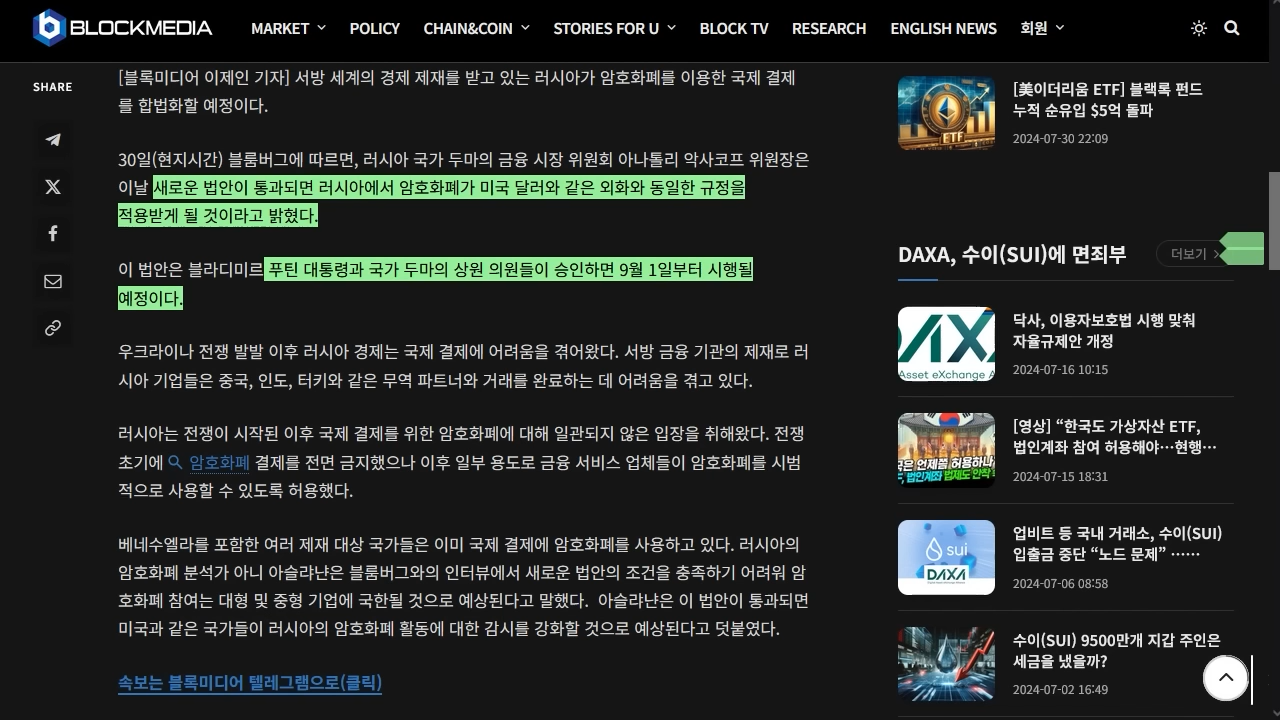 BLOCKMEDIA
MARKET
POLICY
CHAIN&COIN
STORIES FOR U
BLOCK TV
RESEARCH
ENGLISH NEWS
회원
SHARE
[블록미디어 이제인 기자] 서방 세계의 경제 제재를 받고 있는 러시아가 암호화폐를 이용한 국제 결제
를 합법화할 예정이다.
30일(현지시간) 블룸버그에 따르면, 러시아 국가 두마의 금융 시장 위원회 아나톨리 악사코프 위원장은
이날 새로운 법안이 통과되면 러시아에서 암호화폐가 미국 달러와 같은 외화와 동일한 규정을
적용받게 될 것이라고 밝혔다.
이 법안은 블라디미르 푸틴 대통령과 국가 두마의 상원 의원들이 승인하면 9월 1일부터 시행될
예정이다.
우크라이나 전쟁 발발 이후 러시아 경제는 국제 결제에 어려움을 겪어왔다. 서방 금융 기관의 제재로 러
시아 기업들은 중국, 인도, 터키와 같은 무역 파트너와 거래를 완료하는 데 어려움을 겪고 있다.
러시아는 전쟁이 시작된 이후 국제 결제를 위한 암호화폐에 대해 일관되지 않은 입장을 취해왔다. 전쟁
초기에 암호화폐 결제를 전면 금지했으나 이후 일부 용도로 금융 서비스 업체들이 암호화폐를 시범
적으로 사용할 수 있도록 허용했다.
베네수엘라를 포함한 여러 제재 대상 국가들은 이미 국제 결제에 암호화폐를 사용하고 있다. 러시아의
암호화폐 분석가 아니 아슬랴냔은 블룸버그와의 인터뷰에서 새로운 법안의 조건을 충족하기 어려워 암
호화폐 참여는 대형 및 중형 기업에 국한될 것으로 예상된다고 말했다. 아슬랴냔은 이 법안이 통과되면
미국과 같은 국가들이 러시아의 암호화폐 활동에 대한 감시를 강화할 것으로 예상된다고 덧붙였다.
속보는 블록미디어 텔레그램으로(클릭)
ETF
[美이더리움 ETF] 블랙록 펀드
누적 순유입 $5억 돌파
2024-07-30 22:09
DAXA, 수이(SUI)에 면죄부
더보기
DAXA
Asset eXchange A
닥사, 이용자보호법 시행 맞춰
자율규제안 개정
2024-07-16 10:15
[영상] “한국도 가상자산 ETF,
법인계좌 참여 허용해야…현행…
2024-07-15 18:31
sui
DAXA
업비트 등 국내 거래소, 수이(SUI)
입출금 중단 “노드 문제” ……
2024-07-06 08:58
수이(SUI) 9500만개 지갑 주인은
세금을 냈을까?
2024-07-02 16:49